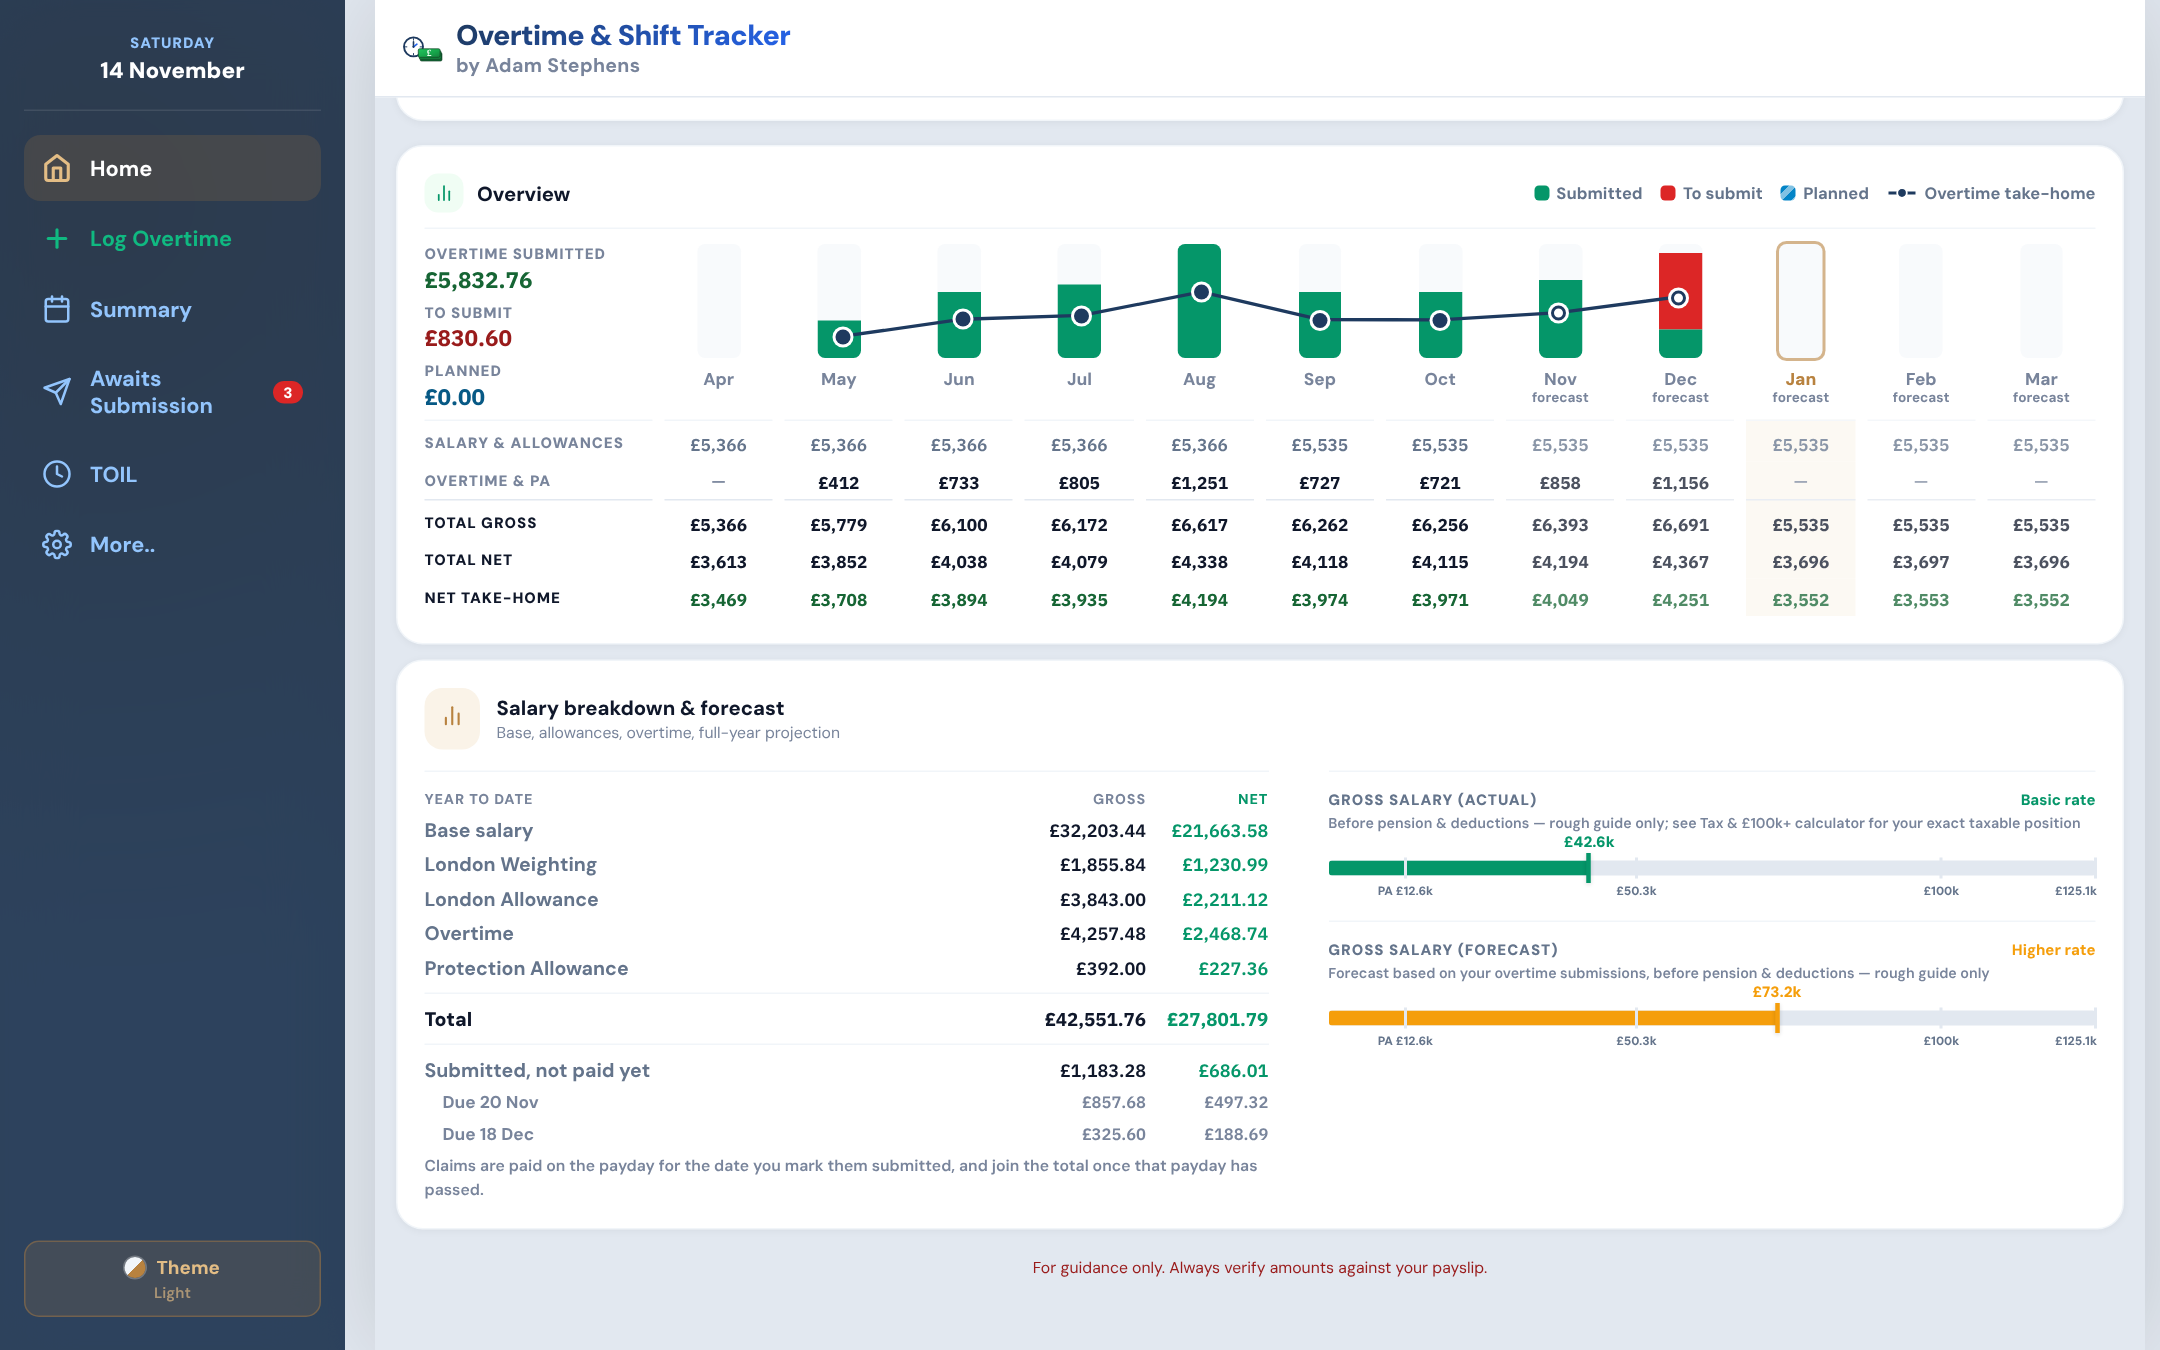 SATURDAY
14 November
Home
Log Overtime
Summary
Awaits
Submission
3
TOIL
More..
Theme
Light
£
Overtime & Shift Tracker
by Adam Stephens
Overview
Submitted
To submit
Planned
Overtime take-home
OVERTIME SUBMITTED
£5,832.76
TO SUBMIT
£830.60
PLANNED
£0.00
Apr May Jun Jul Aug Sep Oct Nov Dec Jan Feb Mar
forecast forecast forecast forecast forecast
SALARY & ALLOWANCES £5,366 £5,366 £5,366 £5,366 £5,366 £5,535 £5,535 £5,535 £5,535 £5,535 £5,535 £5,535
OVERTIME & PA — £412 £733 £805 £1,251 £727 £721 £858 £1,156 — — —
TOTAL GROSS £5,366 £5,779 £6,100 £6,172 £6,617 £6,262 £6,256 £6,393 £6,691 £5,535 £5,535 £5,535
TOTAL NET £3,613 £3,852 £4,038 £4,079 £4,338 £4,118 £4,115 £4,194 £4,367 £3,696 £3,697 £3,696
NET TAKE-HOME £3,469 £3,708 £3,894 £3,935 £4,194 £3,974 £3,971 £4,049 £4,251 £3,552 £3,553 £3,552
Salary breakdown & forecast
Base, allowances, overtime, full-year projection
YEAR TO DATE GROSS NET
Base salary £32,203.44 £21,663.58
London Weighting £1,855.84 £1,230.99
London Allowance £3,843.00 £2,211.12
Overtime £4,257.48 £2,468.74
Protection Allowance £392.00 £227.36
Total £42,551.76 £27,801.79
Submitted, not paid yet £1,183.28 £686.01
Due 20 Nov £857.68 £497.32
Due 18 Dec £325.60 £188.69
Claims are paid on the payday for the date you mark them submitted, and join the total once that payday has
passed.
GROSS SALARY (ACTUAL) Basic rate
Before pension & deductions — rough guide only; see Tax & £100k+ calculator for your exact taxable position
£42.6k
PA £12.6k £50.3k £100k £125.1k
GROSS SALARY (FORECAST) Higher rate
Forecast based on your overtime submissions, before pension & deductions — rough guide only
£73.2k
PA £12.6k £50.3k £100k £125.1k
For guidance only. Always verify amounts against your payslip.